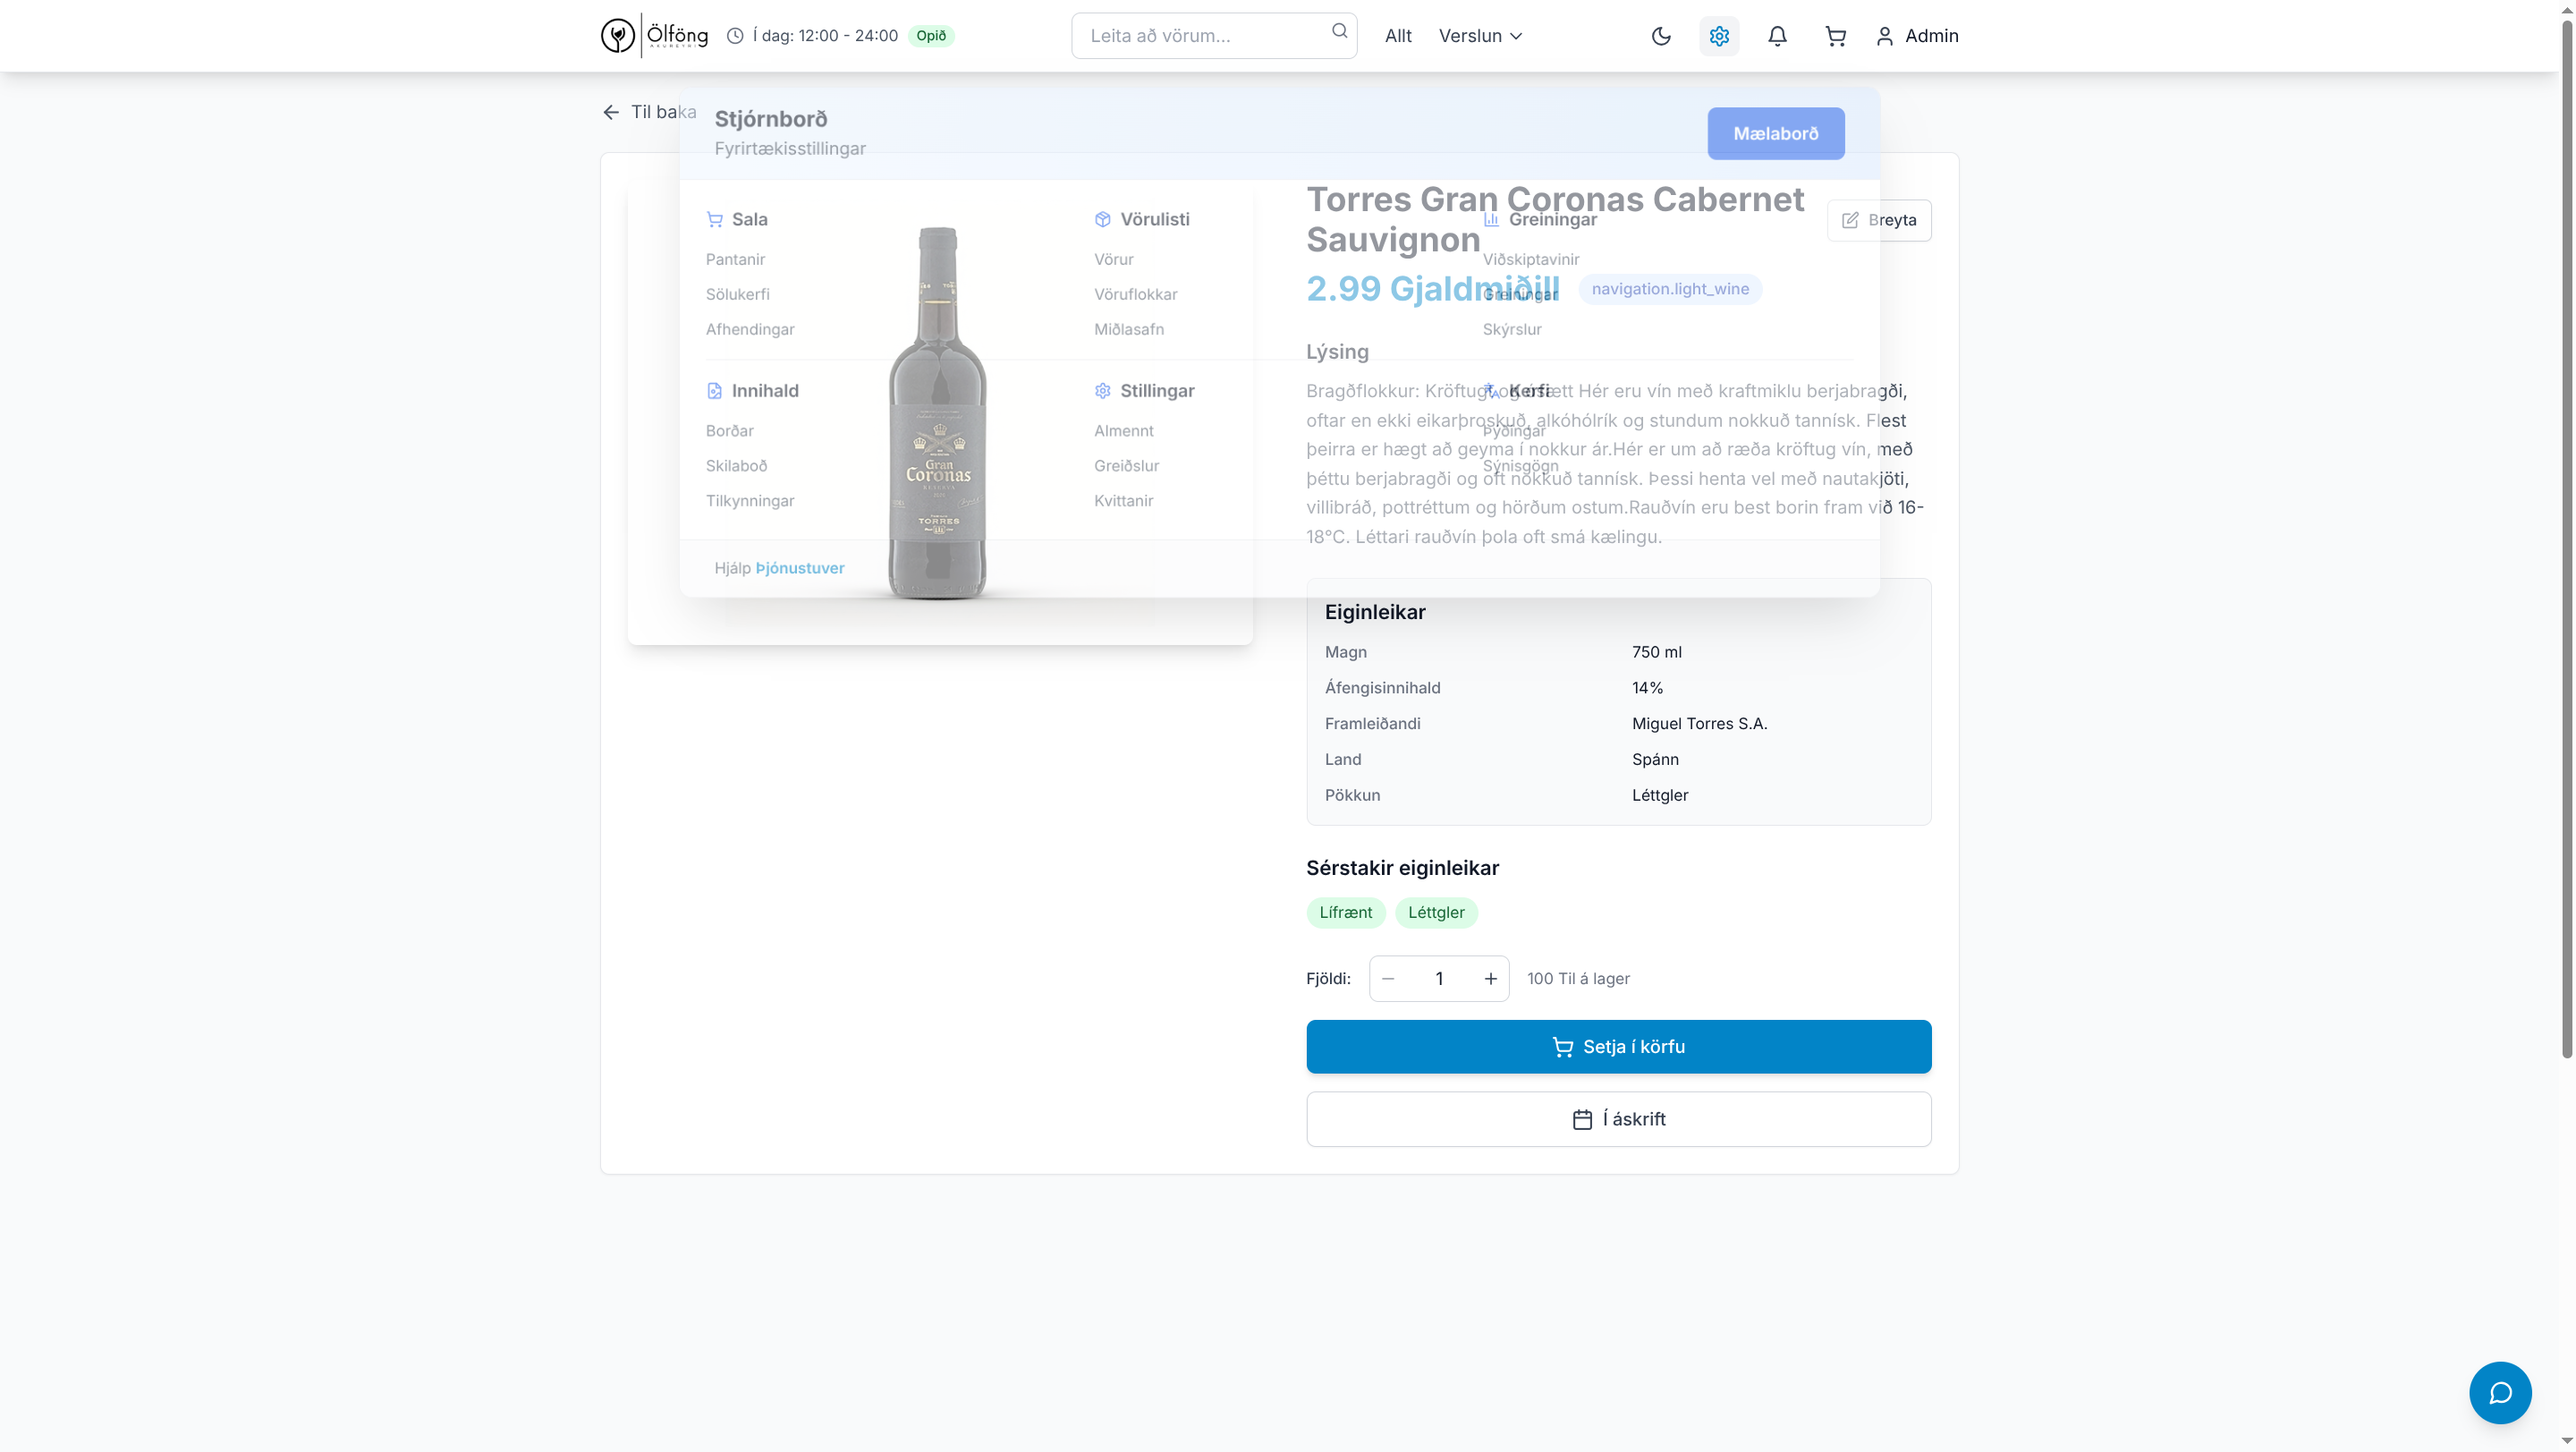 Ölföng
AKUREYRI
Í dag: 12:00 - 24:00
Opið
Leita að vörum...
Allt
Verslun
Admin
Til baka
Stjórnborð
Fyrirtækisstillingar
Mælaborð
Sala
Pantanir
Sölukerfi
Afhendingar
Vörulisti
Vörur
Vöruflokkar
Miðlasafn
Greiningar
Viðskiptavinir
Greiningar
Skýrslur
Innihald
Borðar
Skilaboð
Tilkynningar
Stillingar
Almennt
Greiðslur
Kvittanir
Kerfi
Þýðingar
Sýnisgögn
Hjálp Þjónustuver
Gran
Coronas
RESERVA
TORRES
Torres Gran Coronas Cabernet
Sauvignon
Breyta
2.99 Gjaldmiðill
navigation.light_wine
Lýsing
Bragðflokkur: Kröftugt og ósætt Hér eru vín með kraftmiklu berjabragði,
oftar en ekki eikarþroskuð, alkóhólrík og stundum nokkuð tannísk. Flest
þeirra er hægt að geyma í nokkur ár.Hér er um að ræða kröftug vín, með
þéttu berjabragði og oft nokkuð tannísk. Þessi henta vel með nautakjöti,
villibráð, pottréttum og hörðum ostum.Rauðvín eru best borin fram við 16-
18°C. Léttari rauðvín þola oft smá kælingu.
Eiginleikar
Magn 750 ml
Áfengisinnihald 14%
Framleiðandi Miguel Torres S.A.
Land Spánn
Pökkun Léttgler
Sérstakir eiginleikar
Lífrænt Léttgler
Fjöldi: 1 100 Til á lager
Setja í körfu
Í áskrift